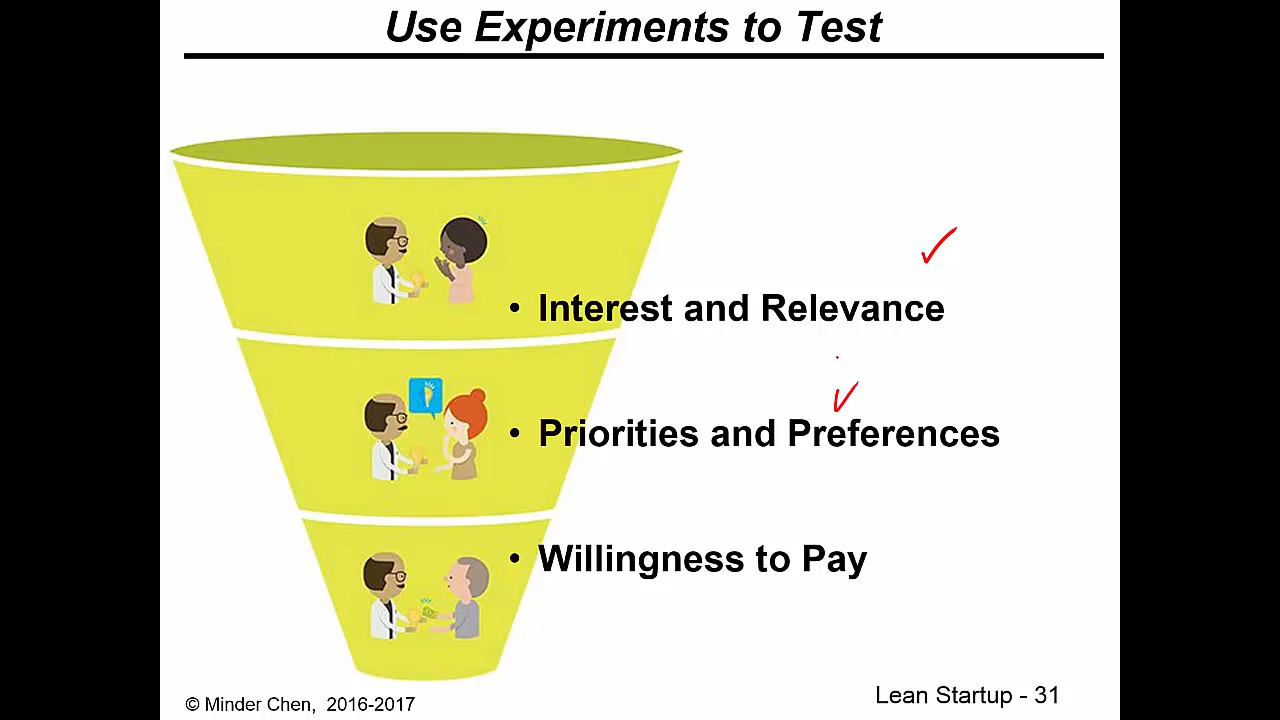 Use Experiments to Test
• Interest and Relevance
• Priorities and Preferences
• Willingness to Pay
© Minder Chen, 2016-2017
Lean Startup - 31